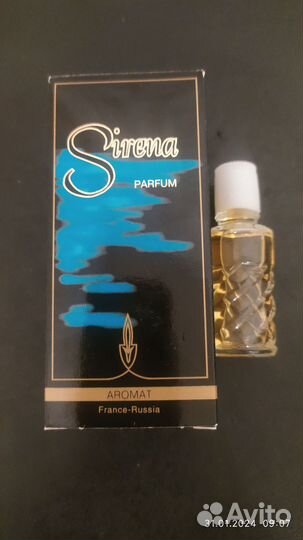 Sirena
PARFUM
AROMAT
France-Russia
31.01.2024 09:07
Avito